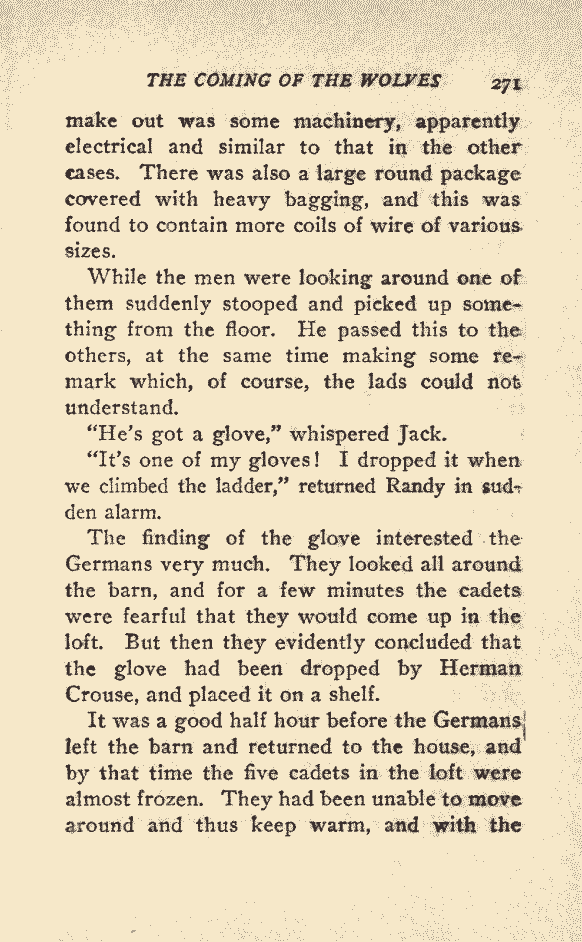 THE COMING OF THE WOLVES 271
make out was some machinery, apparently
electrical and similar to that in the other
cases. There was also a large round package
covered with heavy bagging, and this was
found to contain more coils of wire of various
sizes.
While the men were looking around one of
them suddenly stooped and picked up some-
thing from the floor. He passed this to the
others, at the same time making some re-
mark which, of course, the lads could not
understand.
"He's got a glove," whispered Jack.
"It's one of my gloves! I dropped it when
we climbed the ladder," returned Randy in sud-
den alarm.
The finding of the glove interested the
Germans very much. They looked all around
the barn, and for a few minutes the cadets
were fearful that they would come up in the
loft. But then they evidently concluded that
the glove had been dropped by Herman
Crouse, and placed it on a shelf.
It was a good half hour before the Germans
left the barn and returned to the house, and
by that time the five cadets in the loft were
almost frozen. They had been unable to move
around and thus keep warm, and with the